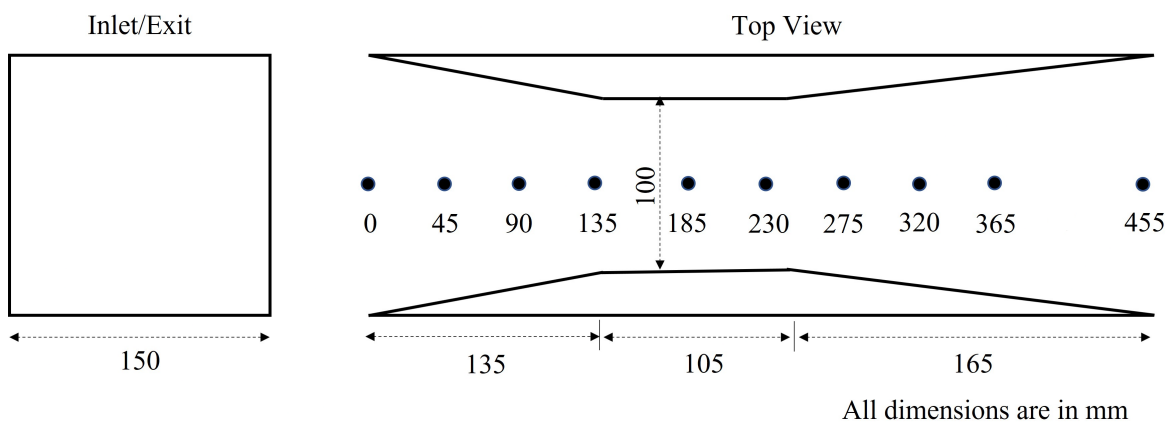 Inlet/Exit
Top View
100
0 45 90 135 185 230 275 320 365 455
150
135 105 165
All dimensions are in mm